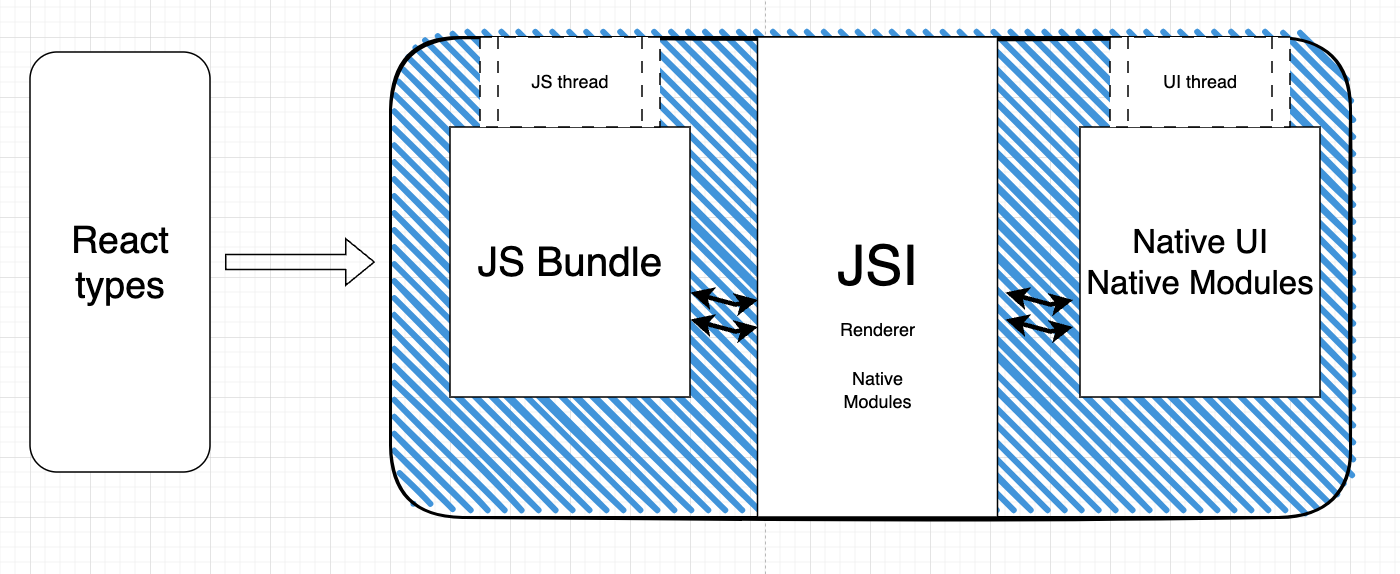 React
types
JS thread
JS Bundle
JSI
Renderer
Native
Modules
UI thread
Native UI
Native Modules